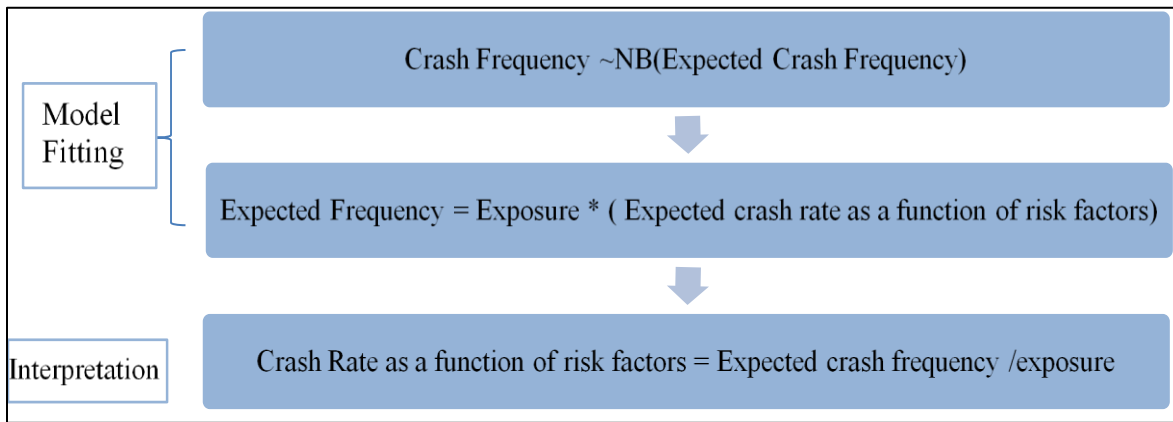 Crash Frequency ~NB(Expected Crash Frequency)
Model
Fitting
Expected Frequency = Exposure * ( Expected crash rate as a function of risk factors)
Interpretation
Crash Rate as a function of risk factors = Expected crash frequency /exposure